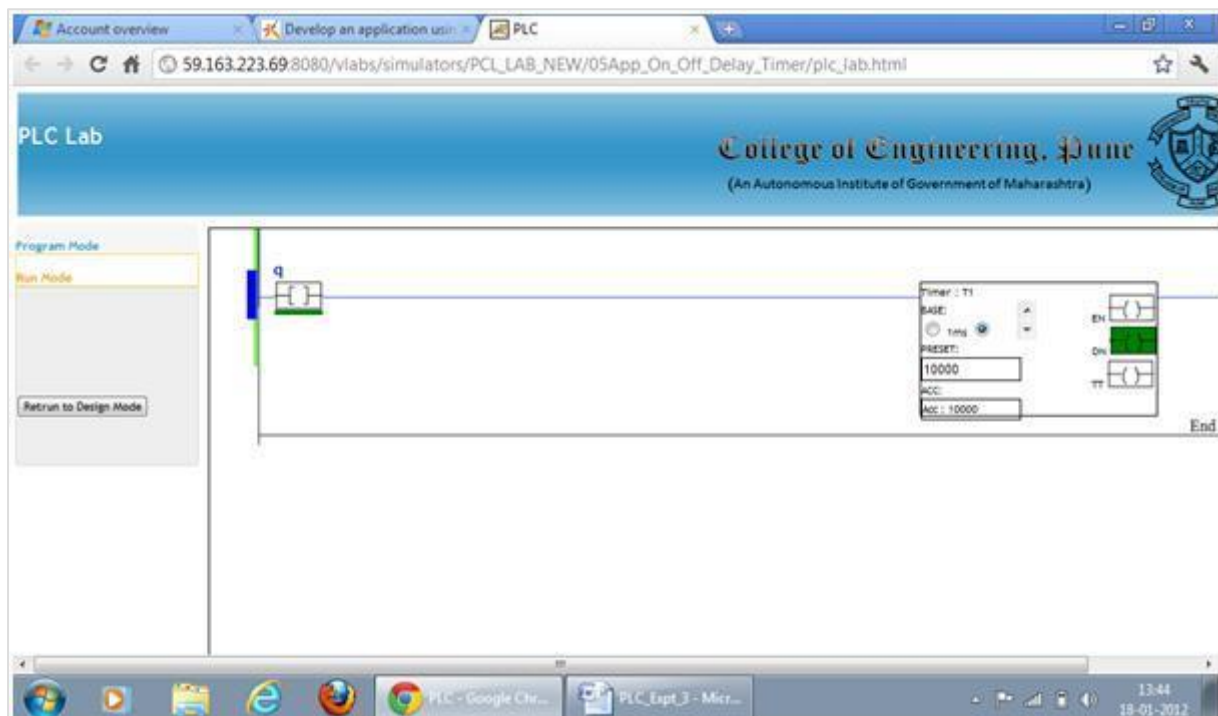 Account overview
Develop an application usin
PLC
59.163.223.69:8080/vlabs/simulators/PCL_LAB_NEW/05App_On_Off_Delay_Timer/plc_lab.html
PLC Lab
College of Engineering, Pune
(An Autonomous Institute of Government of Maharashtra)
Program Mode
Run Mode
Retrun to Design Mode
q
Timer : T1
BASE:
1ms
PRESET:
10000
ACC:
Acc : 10000
EN
DN
TT
End
PLC - Google Chr...
PLC_Expt_3 - Micr...
13:44
18-01-2012